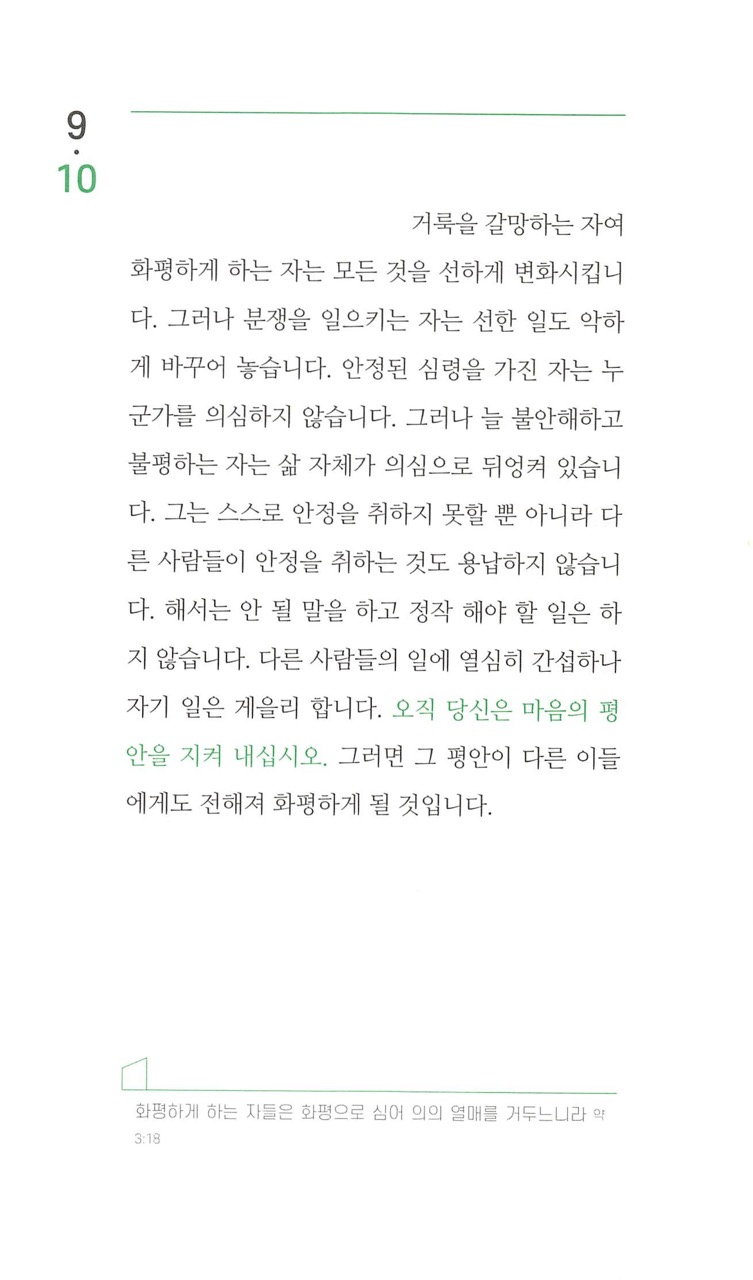 9
·
10
거룩을 갈망하는 자여
화평하게 하는 자는 모든 것을 선하게 변화시킵니
다. 그러나 분쟁을 일으키는 자는 선한 일도 악하
게 바꾸어 놓습니다. 안정된 심령을 가진 자는 누
군가를 의심하지 않습니다. 그러나 늘 불안해하고
불평하는 자는 삶 자체가 의심으로 뒤엉켜 있습니
다. 그는 스스로 안정을 취하지 못할 뿐 아니라 다
른 사람들이 안정을 취하는 것도 용납하지 않습니
다. 해서는 안 될 말을 하고 정작 해야 할 일은 하
지 않습니다. 다른 사람들의 일에 열심히 간섭하나
자기 일은 게을리 합니다. 오직 당신은 마음의 평
안을 지켜 내십시오. 그러면 그 평안이 다른 이들
에게도 전해져 화평하게 될 것입니다.
화평하게 하는 자들은 화평으로 심어 의의 열매를 거두느니라 약
3:18